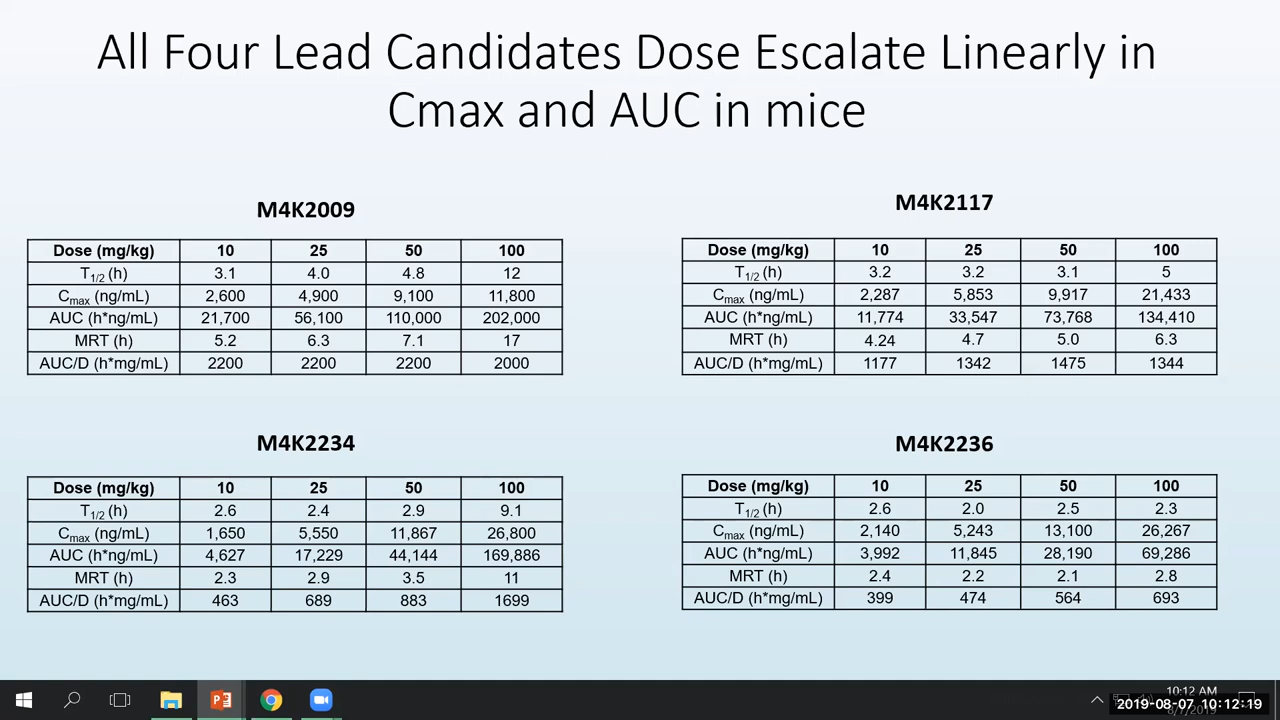 All Four Lead Candidates Dose Escalate Linearly in
Cmax and AUC in mice
M4K2009
Dose (mg/kg) 10 25 50 100
T1/2 (h) 3.1 4.0 4.8 12
Cmax (ng/mL) 2,600 4,900 9,100 11,800
AUC (h*ng/mL) 21,700 56,100 110,000 202,000
MRT (h) 5.2 6.3 7.1 17
AUC/D (h*mg/mL) 2200 2200 2200 2000
M4K2117
Dose (mg/kg) 10 25 50 100
T1/2 (h) 3.2 3.2 3.1 5
Cmax (ng/mL) 2,287 5,853 9,917 21,433
AUC (h*ng/mL) 11,774 33,547 73,768 134,410
MRT (h) 4.24 4.7 5.0 6.3
AUC/D (h*mg/mL) 1177 1342 1475 1344
M4K2234
Dose (mg/kg) 10 25 50 100
T1/2 (h) 2.6 2.4 2.9 9.1
Cmax (ng/mL) 1,650 5,550 11,867 26,800
AUC (h*ng/mL) 4,627 17,229 44,144 169,886
MRT (h) 2.3 2.9 3.5 11
AUC/D (h*mg/mL) 463 689 883 1699
M4K2236
Dose (mg/kg) 10 25 50 100
T1/2 (h) 2.6 2.0 2.5 2.3
Cmax (ng/mL) 2,140 5,243 13,100 26,267
AUC (h*ng/mL) 3,992 11,845 28,190 69,286
MRT (h) 2.4 2.2 2.1 2.8
AUC/D (h*mg/mL) 399 474 564 693
10:12 AM
2019-08-07 10:12:19